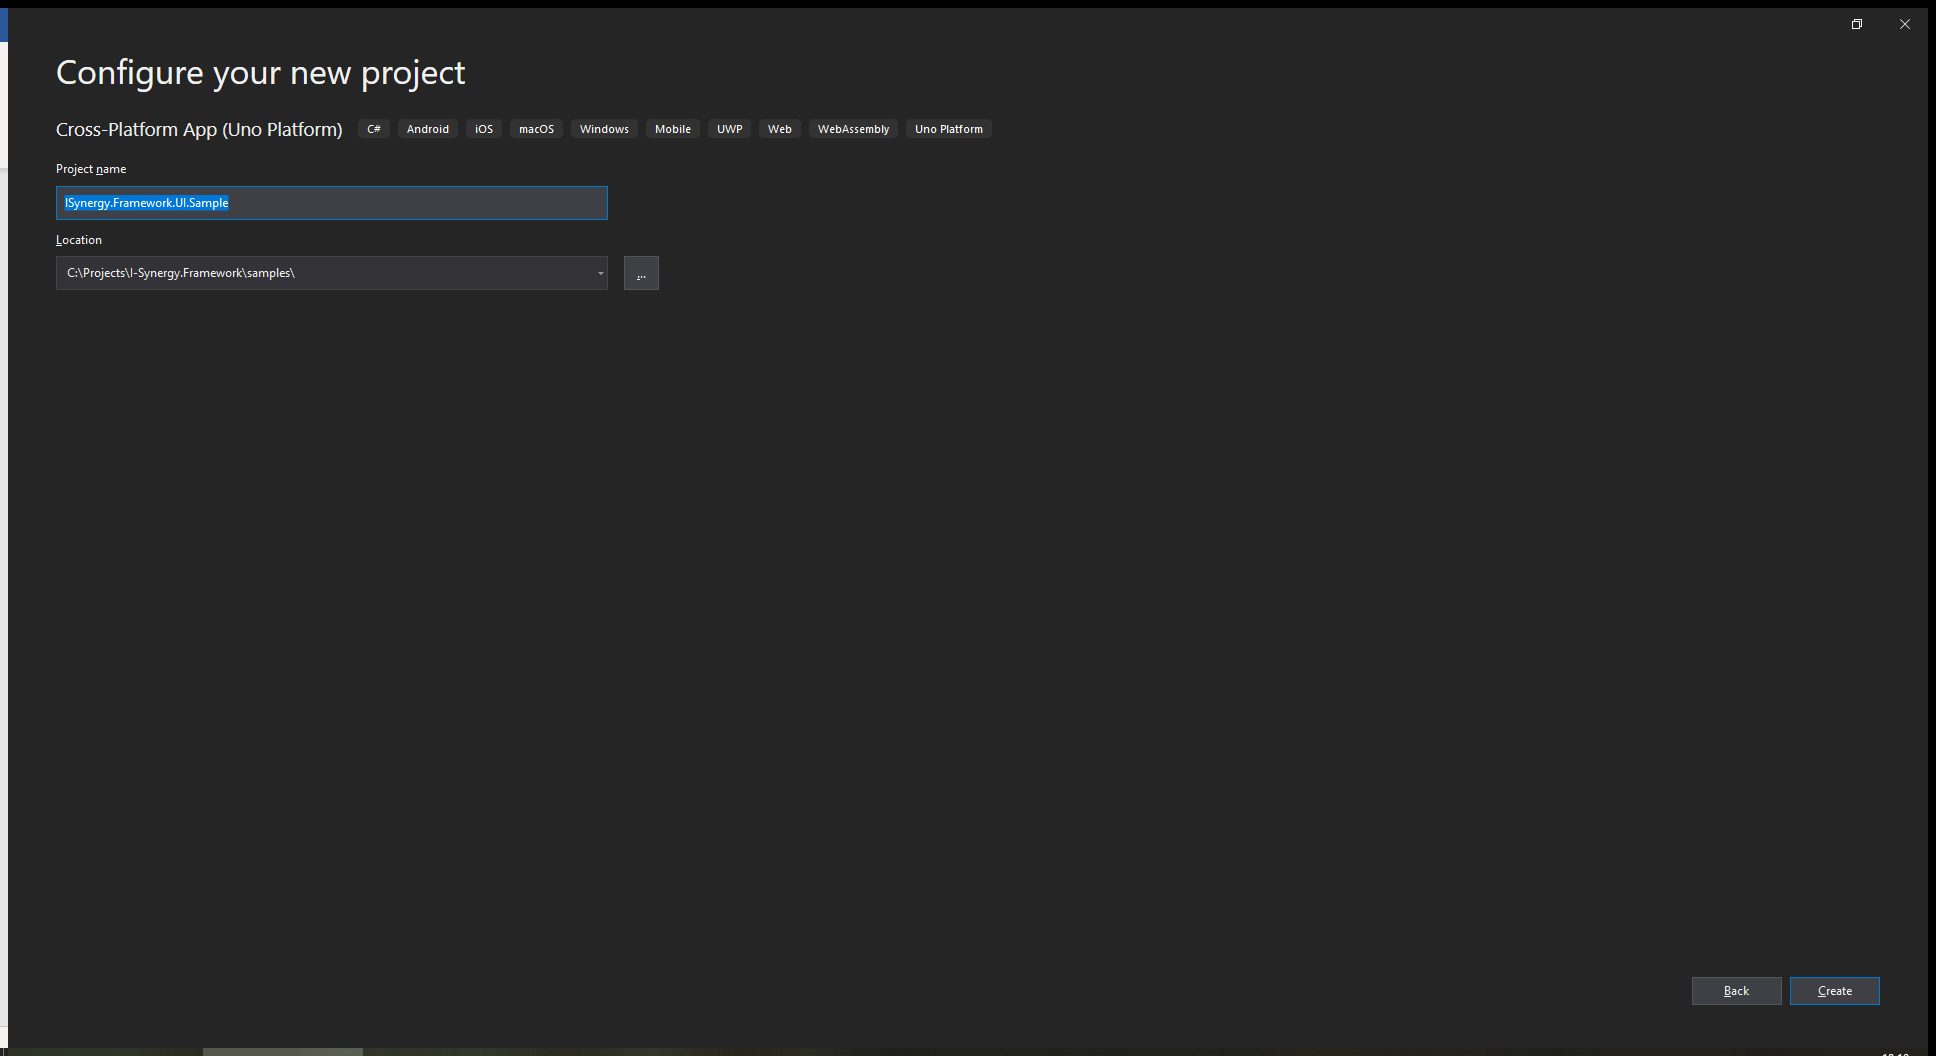 Configure your new project
Cross-Platform App (Uno Platform) C# Android iOS macOS Windows Mobile UWP Web WebAssembly Uno Platform
Project name
ISynergy.Framework.UI.Sample
Location
C:\Projects\I-Synergy.Framework\samples\
...
Back Create